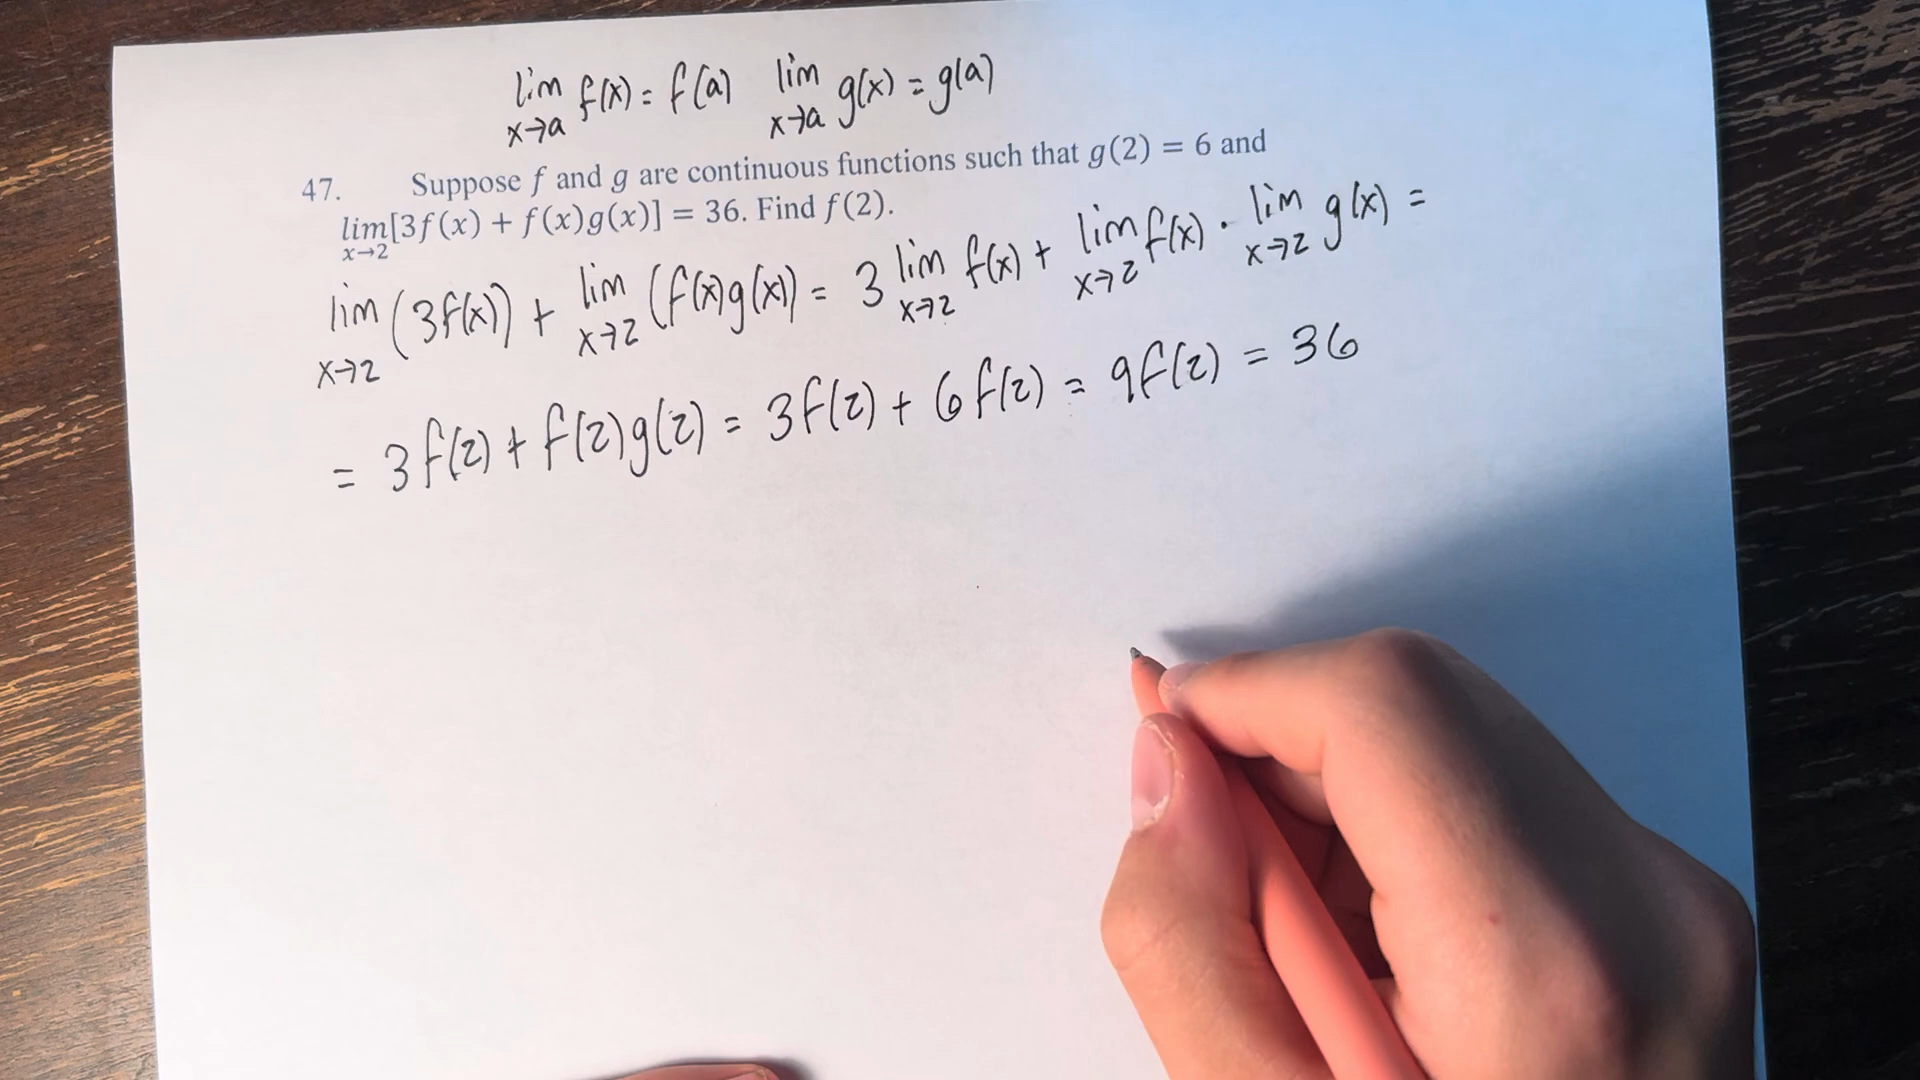 lim x→a f(x) = f(a) lim x→a g(x) = g(a)
47. Suppose f and g are continuous functions such that g(2) = 6 and
lim x→2 [3f(x) + f(x)g(x)] = 36. Find f(2).
lim x→2 (3f(x)) + lim x→2 (f(x)g(x)) = 3 lim x→2 f(x) + lim x→2 f(x) · lim x→2 g(x) =
= 3f(2) + f(2)g(2) = 3f(2) + 6f(2) = 9f(2) = 36